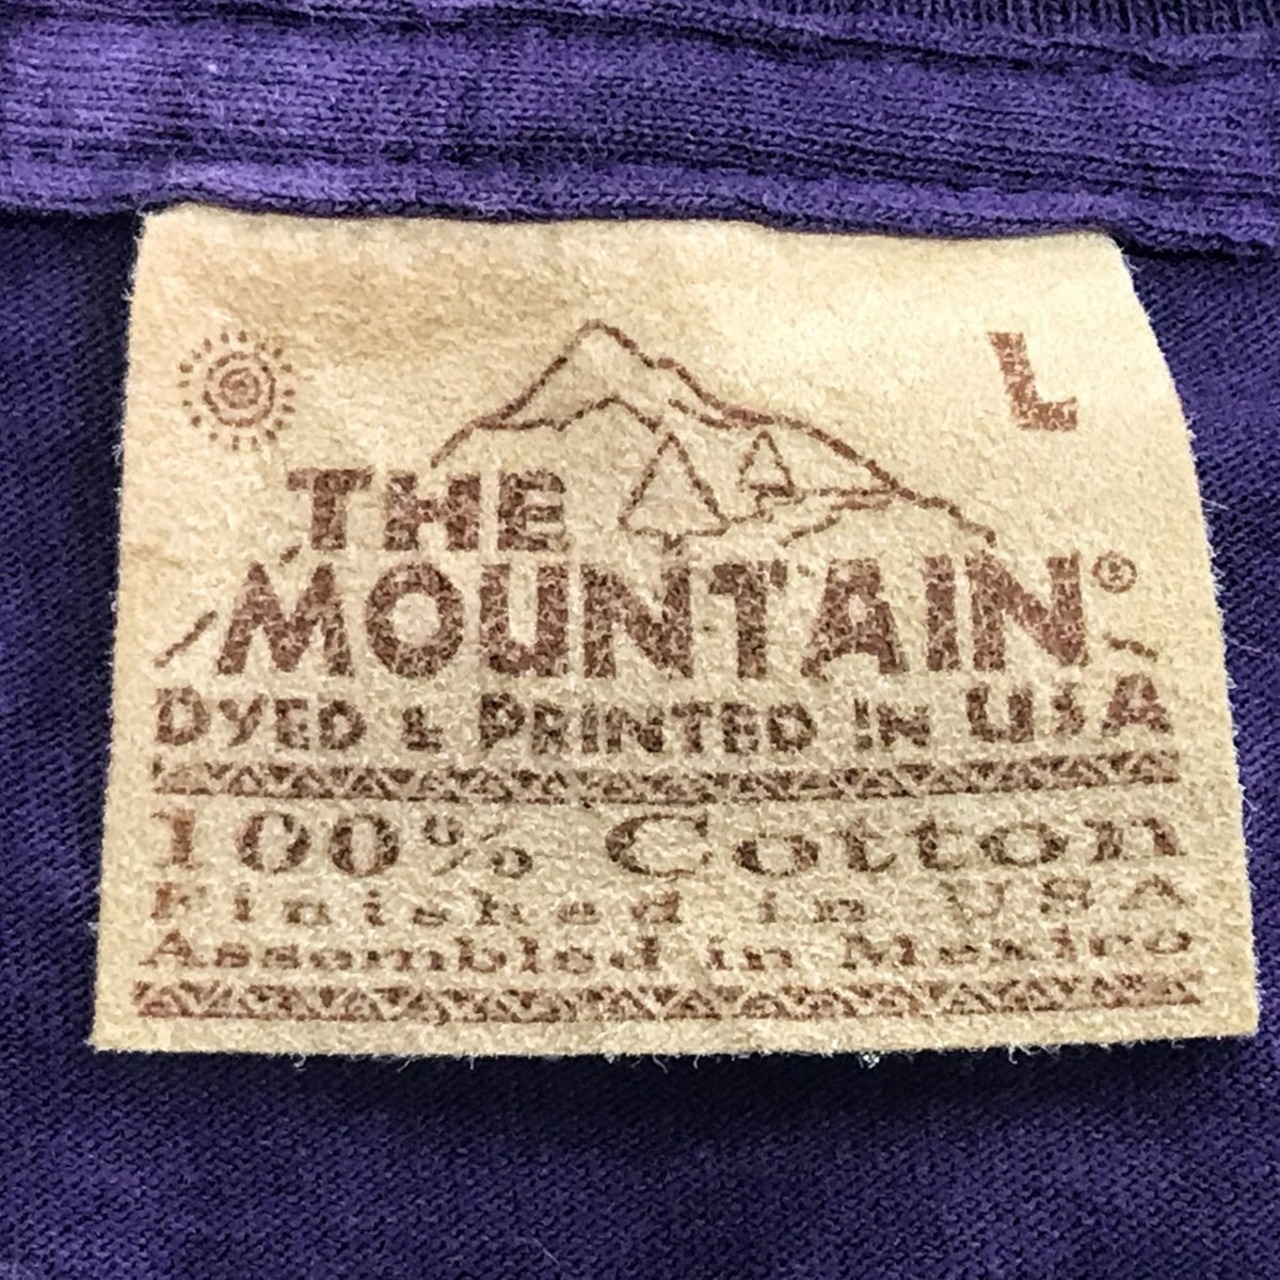 L
THE
MOUNTAIN®
DYED & PRINTED IN USA
100% Cotton
Finished in USA
Assembled in Mexico